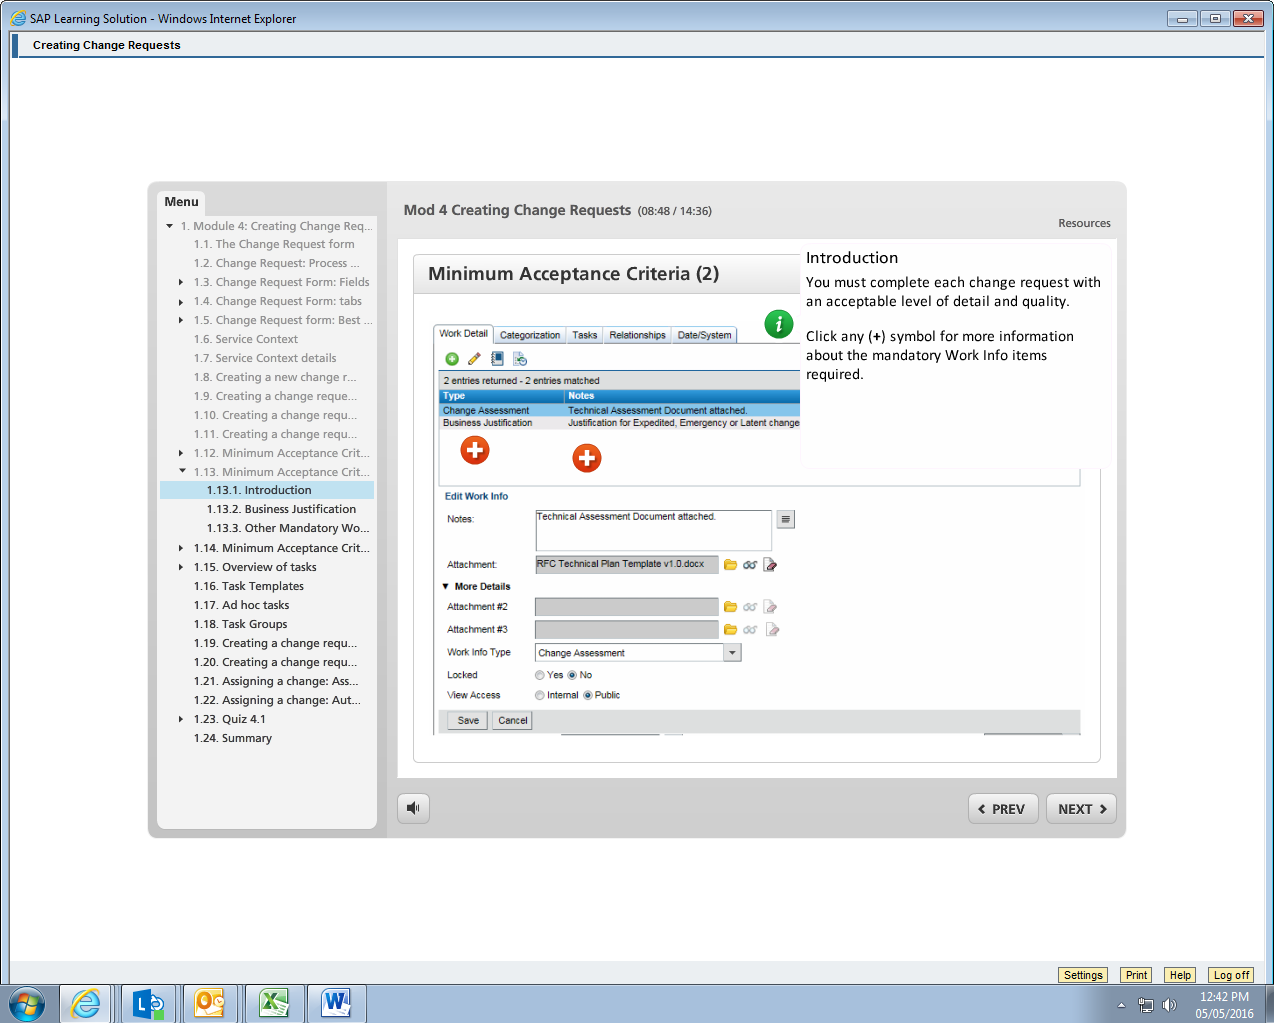 SAP Learning Solution - Windows Internet Explorer
Creating Change Requests
Menu
1. Module 4: Creating Change Req...
1.1. The Change Request form
1.2. Change Request: Process ...
1.3. Change Request Form: Fields
1.4. Change Request Form: tabs
1.5. Change Request form: Best ...
1.6. Service Context
1.7. Service Context details
1.8. Creating a new change r...
1.9. Creating a change reque...
1.10. Creating a change requ...
1.11. Creating a change requ...
1.12. Minimum Acceptance Crit...
1.13. Minimum Acceptance Crit...
1.13.1. Introduction
1.13.2. Business Justification
1.13.3. Other Mandatory Wo...
1.14. Minimum Acceptance Crit...
1.15. Overview of tasks
1.16. Task Templates
1.17. Ad hoc tasks
1.18. Task Groups
1.19. Creating a change requ...
1.20. Creating a change requ...
1.21. Assigning a change: Ass...
1.22. Assigning a change: Aut...
1.23. Quiz 4.1
1.24. Summary
Mod 4 Creating Change Requests (08:48 / 14:36)
Resources
Minimum Acceptance Criteria (2)
Work Detail Categorization Tasks Relationships Date/System
2 entries returned - 2 entries matched
Type Notes
Change Assessment Technical Assessment Document attached.
Business Justification Justification for Expedited, Emergency or Latent change
Edit Work Info
Notes: Technical Assessment Document attached.
Attachment: RFC Technical Plan Template v1.0.docx
More Details
Attachment #2
Attachment #3
Work Info Type Change Assessment
Locked Yes No
View Access Internal Public
Save Cancel
Introduction
You must complete each change request with
an acceptable level of detail and quality.
Click any (+) symbol for more information
about the mandatory Work Info items
required.
PREV NEXT
Settings Print Help Log off
12:42 PM
05/05/2016